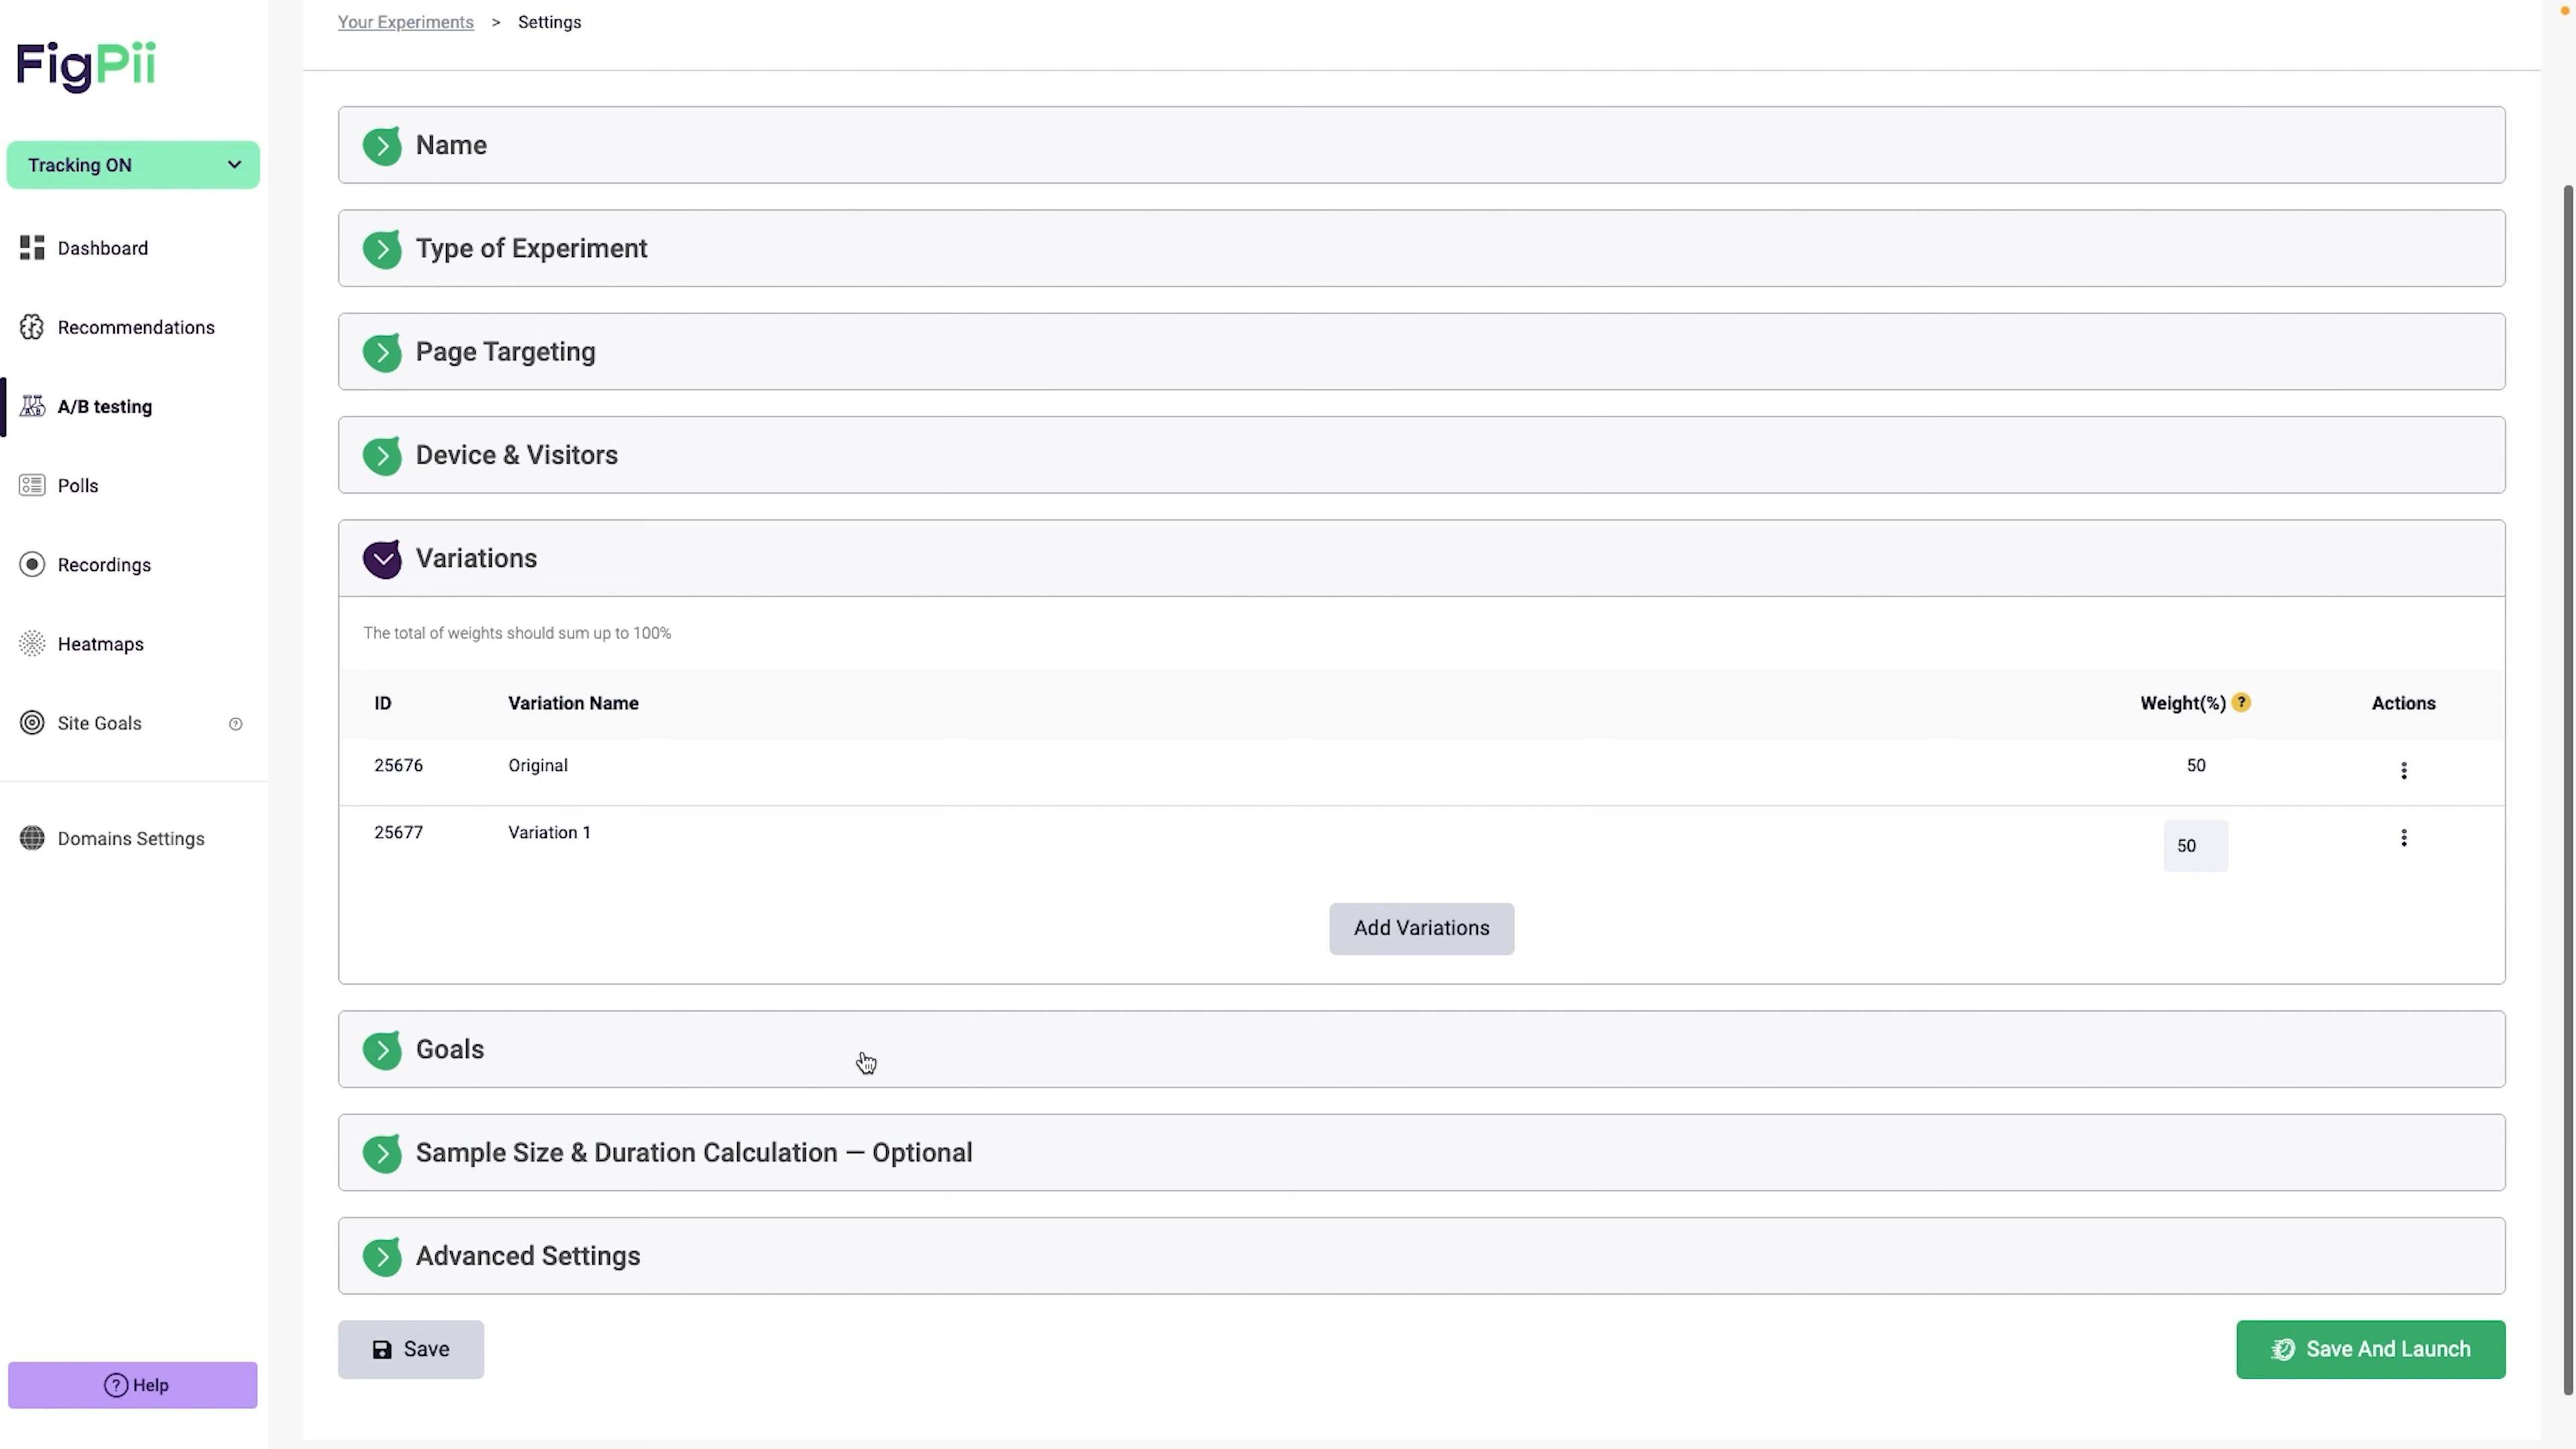 FigPii
Tracking ON
Dashboard
Recommendations
A/B testing
Polls
Recordings
Heatmaps
Site Goals
Domains Settings
Help
Your Experiments > Settings
Name
Type of Experiment
Page Targeting
Device & Visitors
Variations
The total of weights should sum up to 100%
ID Variation Name Weight(%) ? Actions
25676 Original 50
25677 Variation 1 50
Add Variations
Goals
Sample Size & Duration Calculation — Optional
Advanced Settings
Save
Save And Launch